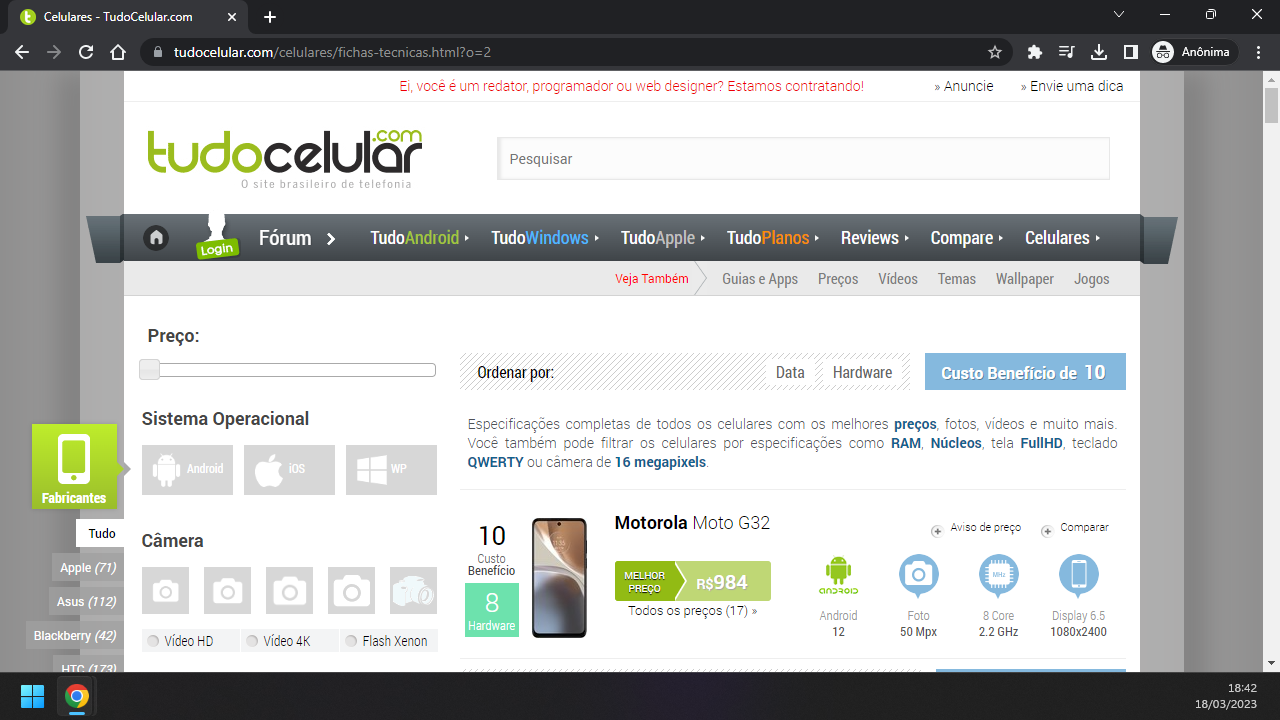 Celulares - TudoCelular.com
tudocelular.com/celulares/fichas-tecnicas.html?o=2
Anônima
Ei, você é um redator, programador ou web designer? Estamos contratando!
» Anuncie
» Envie uma dica
tudocelular.com
O site brasileiro de telefonia
Pesquisar
Login
Fórum
TudoAndroid
TudoWindows
TudoApple
TudoPlanos
Reviews
Compare
Celulares
Veja Também
Guias e Apps
Preços
Vídeos
Temas
Wallpaper
Jogos
Preço:
Ordenar por:
Data
Hardware
Custo Benefício de 10
Sistema Operacional
Android
iOS
WP
Especificações completas de todos os celulares com os melhores preços, fotos, vídeos e muito mais.
Você também pode filtrar os celulares por especificações como RAM, Núcleos, tela FullHD, teclado
QWERTY ou câmera de 16 megapixels.
Fabricantes
Tudo
Apple (71)
Asus (112)
Blackberry (42)
HTC (173)
Câmera
Vídeo HD
Vídeo 4K
Flash Xenon
10
Custo
Benefício
8
Hardware
Motorola Moto G32
Aviso de preço
Comparar
MELHOR
PREÇO
R$984
Todos os preços (17) »
ANDROID
MHz
Android
12
Foto
50 Mpx
8 Core
2.2 GHz
Display 6.5
1080x2400
18:42
18/03/2023